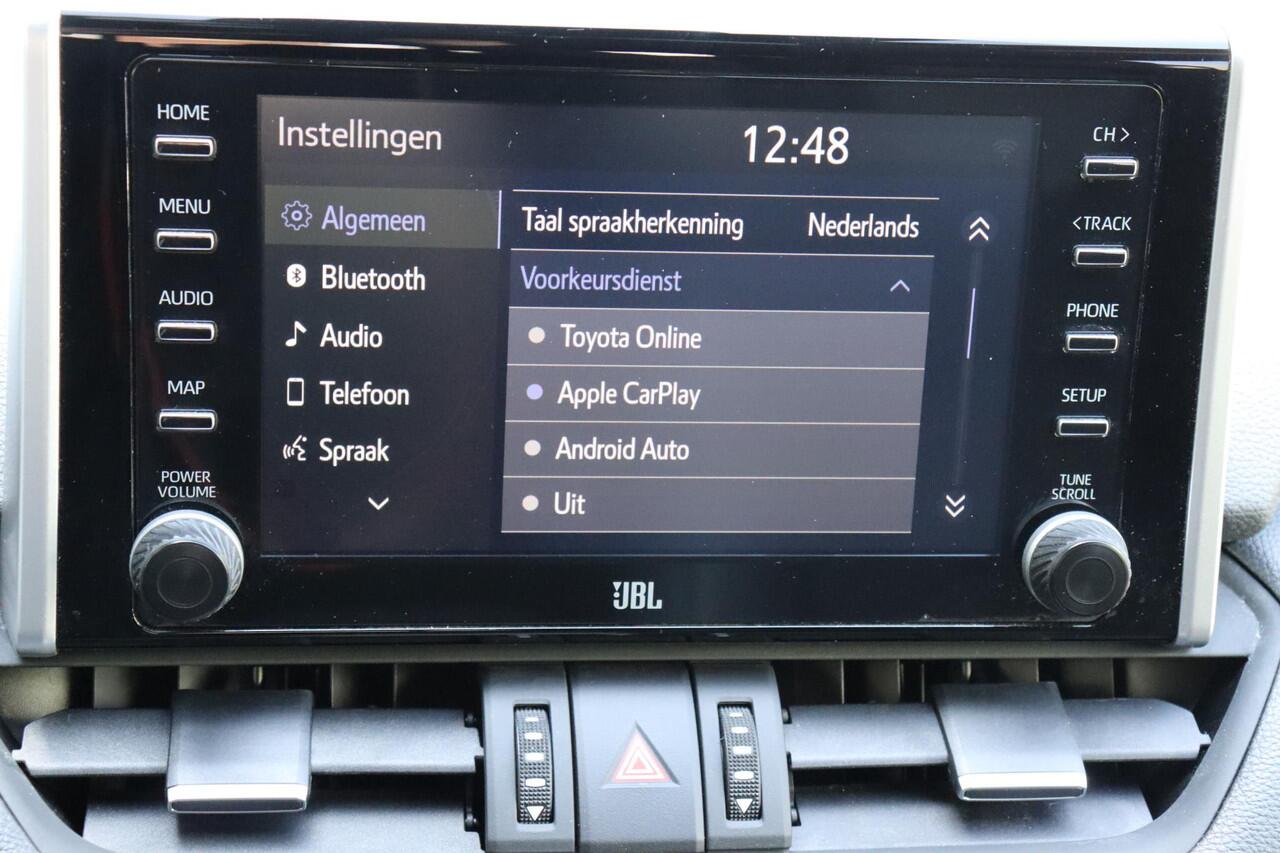 HOME
MENU
AUDIO
MAP
POWER
VOLUME
Instellingen
12:48
Algemeen
Bluetooth
Audio
Telefoon
Spraak
Taal spraakherkenning Nederlands
Voorkeursdienst
Toyota Online
Apple CarPlay
Android Auto
Uit
CH >
< TRACK
PHONE
SETUP
TUNE
SCROLL
JBL